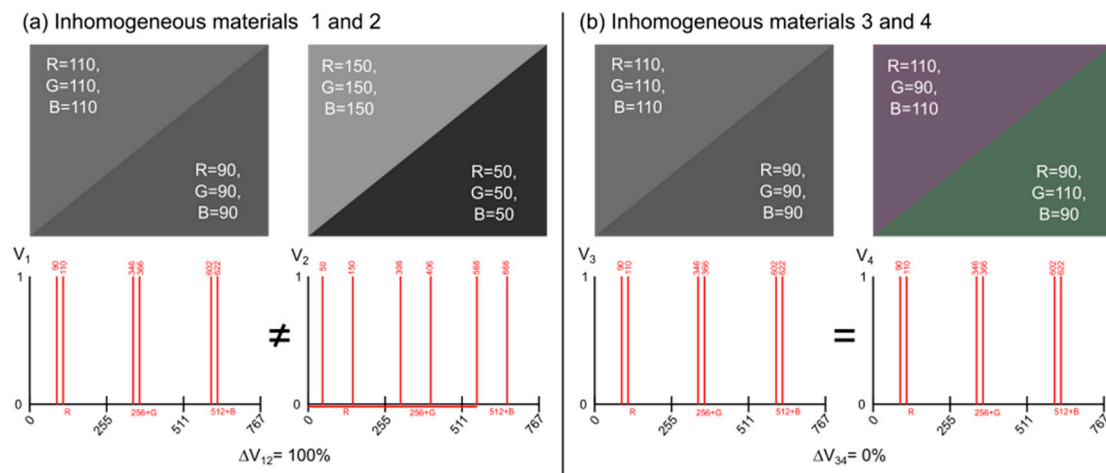 (a) Inhomogeneous materials 1 and 2
R=110,
G=110,
B=110
R=90,
G=90,
B=90
R=150,
G=150,
B=150
R=50,
G=50,
B=50
V1
1
0
90
110
346
366
602
622
R
256+G
512+B
0
255
511
767
≠
V2
1
0
50
150
306
406
566
666
R
256+G
512+B
0
255
511
767
ΔV12= 100%
(b) Inhomogeneous materials 3 and 4
R=110,
G=110,
B=110
R=90,
G=90,
B=90
R=110,
G=90,
B=110
R=90,
G=110,
B=90
V3
1
0
90
110
346
366
602
622
R
256+G
512+B
0
255
511
767
=
V4
1
0
90
110
346
366
602
622
R
256+G
512+B
0
255
511
767
ΔV34= 0%